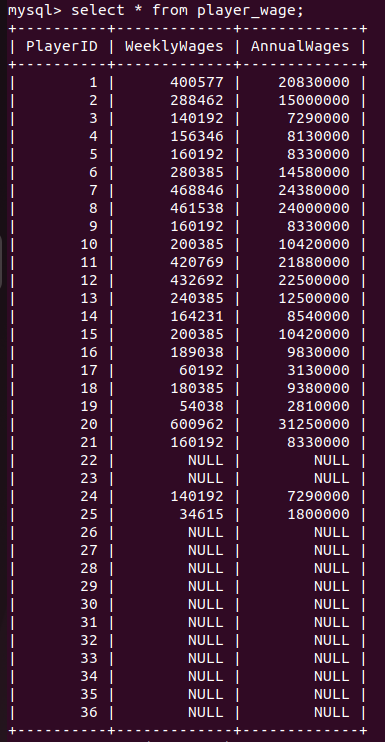 mysql> select * from player_wage;
+----------+-------------+-------------+
| PlayerID | WeeklyWages | AnnualWages |
+----------+-------------+-------------+
|        1 |      400577 |    20830000 |
|        2 |      288462 |    15000000 |
|        3 |      140192 |     7290000 |
|        4 |      156346 |     8130000 |
|        5 |      160192 |     8330000 |
|        6 |      280385 |    14580000 |
|        7 |      468846 |    24380000 |
|        8 |      461538 |    24000000 |
|        9 |      160192 |     8330000 |
|       10 |      200385 |    10420000 |
|       11 |      420769 |    21880000 |
|       12 |      432692 |    22500000 |
|       13 |      240385 |    12500000 |
|       14 |      164231 |     8540000 |
|       15 |      200385 |    10420000 |
|       16 |      189038 |     9830000 |
|       17 |       60192 |     3130000 |
|       18 |      180385 |     9380000 |
|       19 |       54038 |     2810000 |
|       20 |      600962 |    31250000 |
|       21 |      160192 |     8330000 |
|       22 |        NULL |        NULL |
|       23 |        NULL |        NULL |
|       24 |      140192 |     7290000 |
|       25 |       34615 |     1800000 |
|       26 |        NULL |        NULL |
|       27 |        NULL |        NULL |
|       28 |        NULL |        NULL |
|       29 |        NULL |        NULL |
|       30 |        NULL |        NULL |
|       31 |        NULL |        NULL |
|       32 |        NULL |        NULL |
|       33 |        NULL |        NULL |
|       34 |        NULL |        NULL |
|       35 |        NULL |        NULL |
|       36 |        NULL |        NULL |
+----------+-------------+-------------+